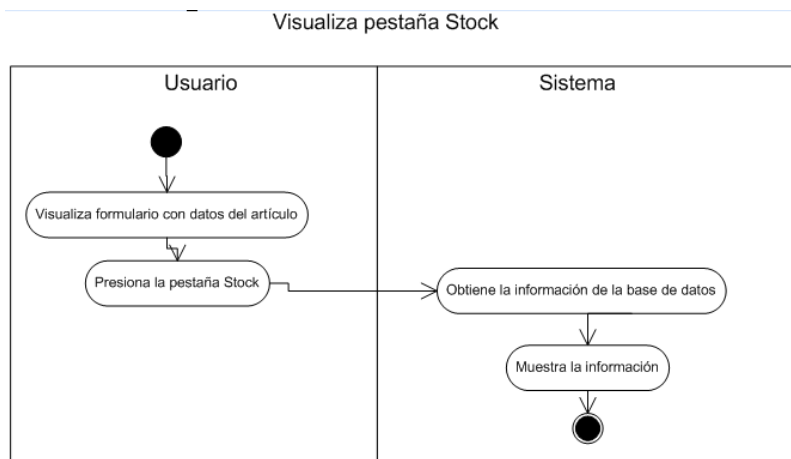 Visualiza pestaña Stock
Usuario
Sistema
Visualiza formulario con datos del artículo
Presiona la pestaña Stock
Obtiene la información de la base de datos
Muestra la información